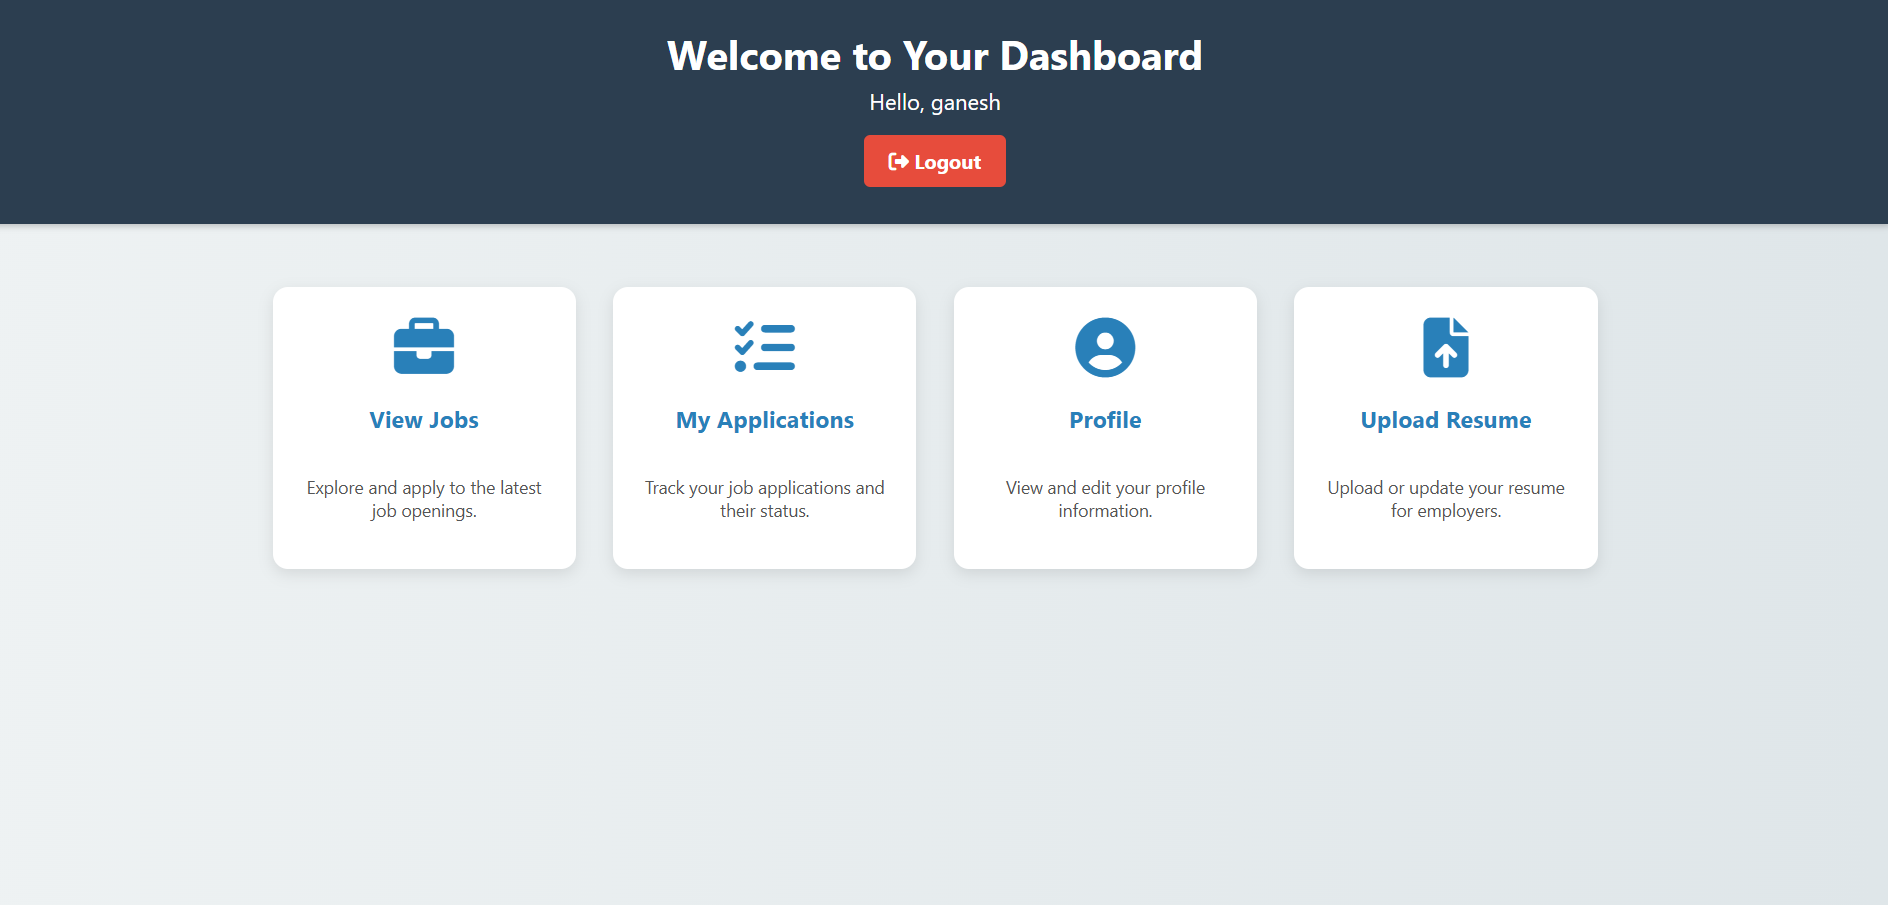 Welcome to Your Dashboard
Hello, ganesh
Logout
View Jobs
Explore and apply to the latest
job openings.
My Applications
Track your job applications and
their status.
Profile
View and edit your profile
information.
Upload Resume
Upload or update your resume
for employers.